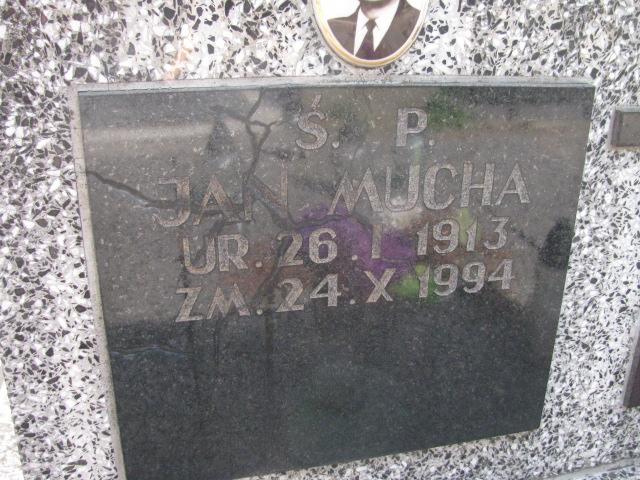 Ś. P.
JAN MUCHA
UR. 26. I 1913
ZM. 24. X 1994